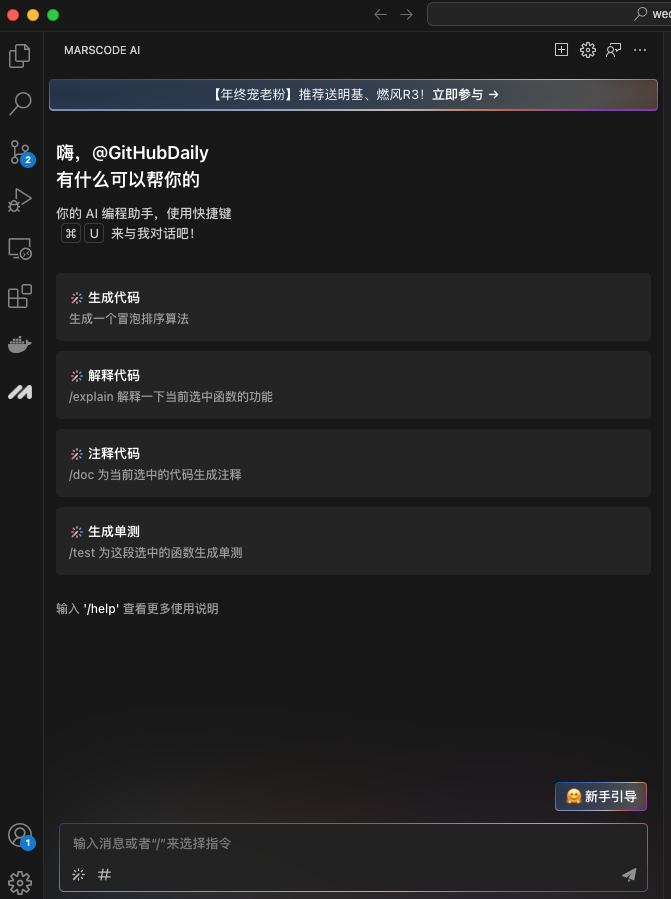 wec
MARSCODE AI
【年终宠老粉】推荐送明基、燃风R3！立即参与 →
嗨，@GitHubDaily
有什么可以帮你的
你的 AI 编程助手，使用快捷键
⌘ U 来与我对话吧！
2
生成代码
生成一个冒泡排序算法
解释代码
/explain 解释一下当前选中函数的功能
注释代码
/doc 为当前选中的代码生成注释
生成单测
/test 为这段选中的函数生成单测
输入 '/help' 查看更多使用说明
🤗 新手引导
1
输入消息或者“/”来选择指令
#